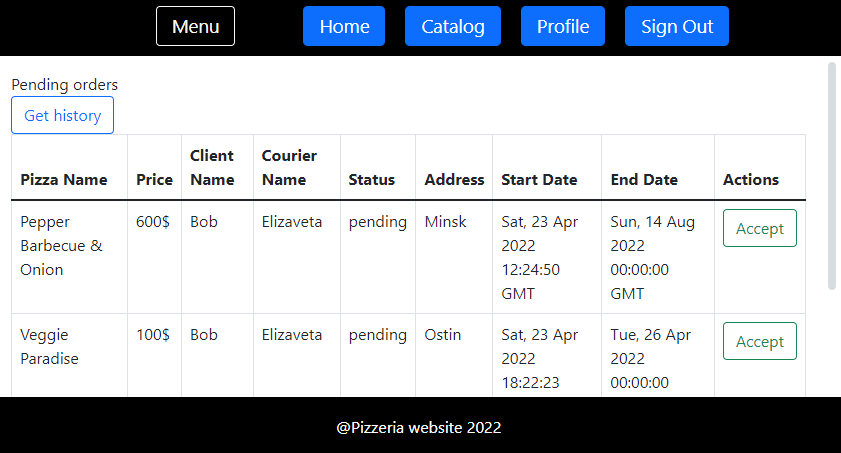 Menu Home Catalog Profile Sign Out
Pending orders
Get history
Pizza Name Price Client Name Courier Name Status Address Start Date End Date Actions
Pepper Barbecue & Onion 600$ Bob Elizaveta pending Minsk Sat, 23 Apr 2022 12:24:50 GMT Sun, 14 Aug 2022 00:00:00 GMT Accept
Veggie Paradise 100$ Bob Elizaveta pending Ostin Sat, 23 Apr 2022 18:22:23 Tue, 26 Apr 2022 00:00:00 Accept
@Pizzeria website 2022